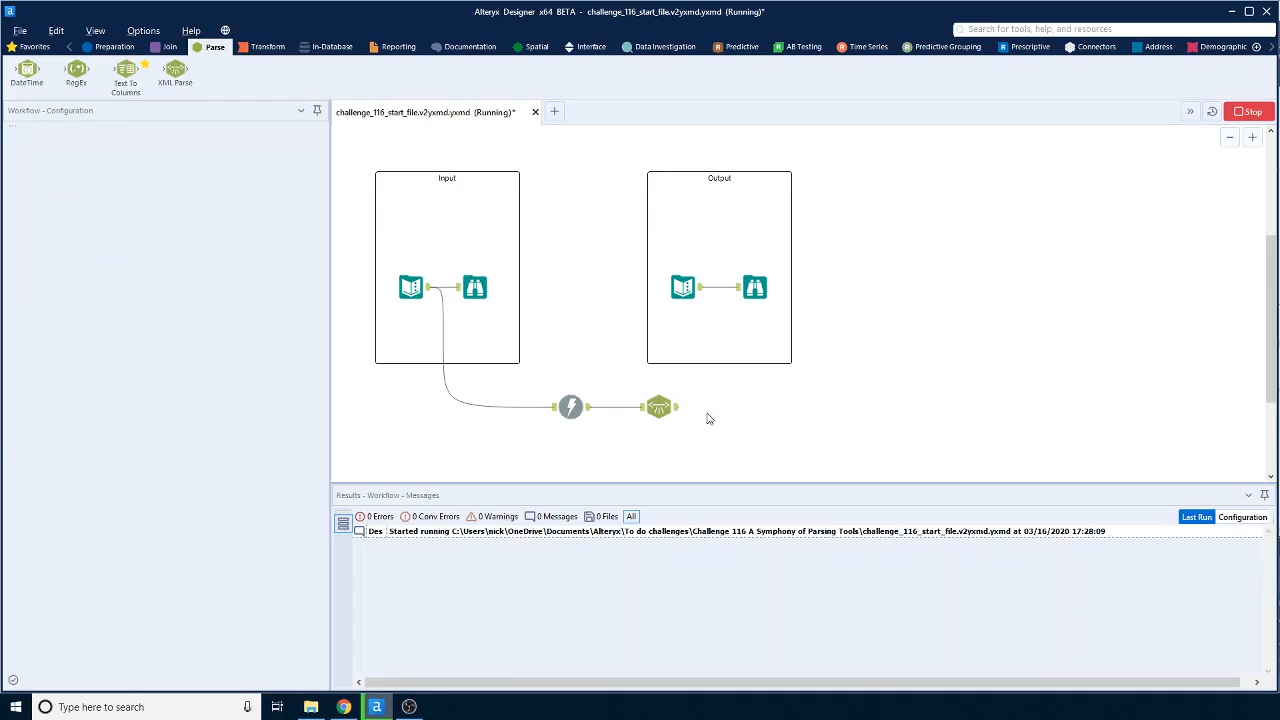 Alteryx Designer x64 BETA - challenge_116_start_file.v2yxmd.yxmd (Running)*
File Edit View Options Help
Search for tools, help, and resources
Favorites Preparation Join Parse Transform In-Database Reporting Documentation Spatial Interface Data Investigation Predictive AB Testing Time Series Predictive Grouping Prescriptive Connectors Address Demographic
DateTime RegEx Text To Columns XML Parse
Workflow - Configuration
challenge_116_start_file.v2yxmd.yxmd (Running)*
Stop
Input
Output
Results - Workflow - Messages
0 Errors 0 Conv Errors 0 Warnings 0 Messages 0 Files All
Last Run Configuration
Des Started running C:\Users\nick\OneDrive\Documents\Alteryx\To do challenges\Challenge 116 A Symphony of Parsing Tools\challenge_116_start_file.v2yxmd.yxmd at 03/16/2020 17:28:09
Type here to search